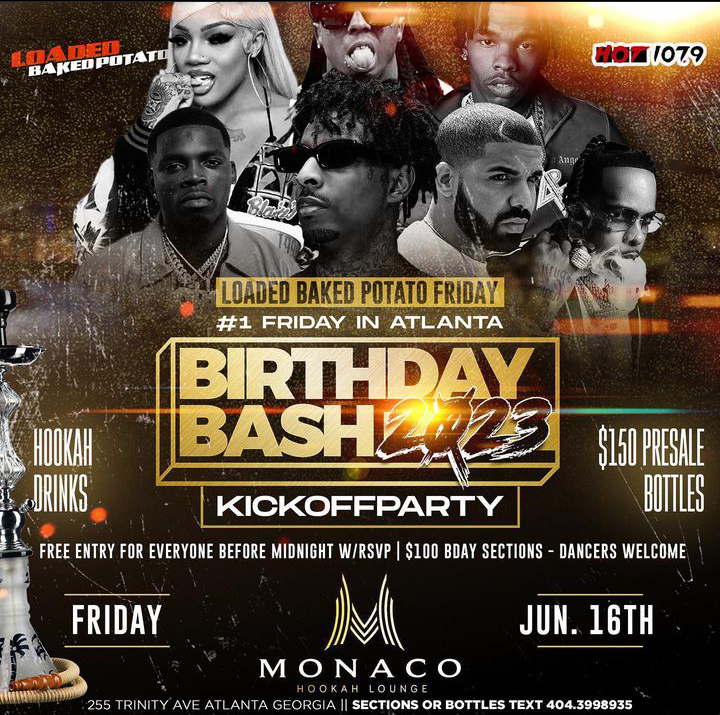 LOADED
BAKED POTATO
HOT 1079
LOADED BAKED POTATO FRIDAY
#1 FRIDAY IN ATLANTA
BIRTHDAY
BASH 2023
KICKOFFPARTY
HOOKAH
DRINKS
$150 PRESALE
BOTTLES
FREE ENTRY FOR EVERYONE BEFORE MIDNIGHT W/RSVP | $100 BDAY SECTIONS - DANCERS WELCOME
FRIDAY
JUN. 16TH
MONACO
HOOKAH LOUNGE
255 TRINITY AVE ATLANTA GEORGIA || SECTIONS OR BOTTLES TEXT 404.3998935